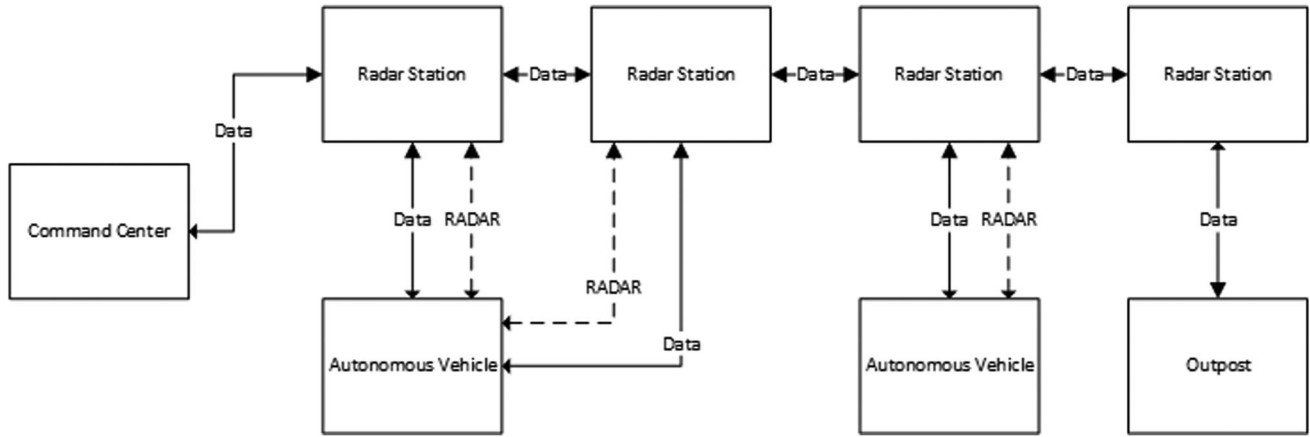 Radar Station
Data
Radar Station
Data
Radar Station
Data
Radar Station
Data
Command Center
Data
RADAR
Data
RADAR
Data
RADAR
Data
Autonomous Vehicle
Autonomous Vehicle
Outpost